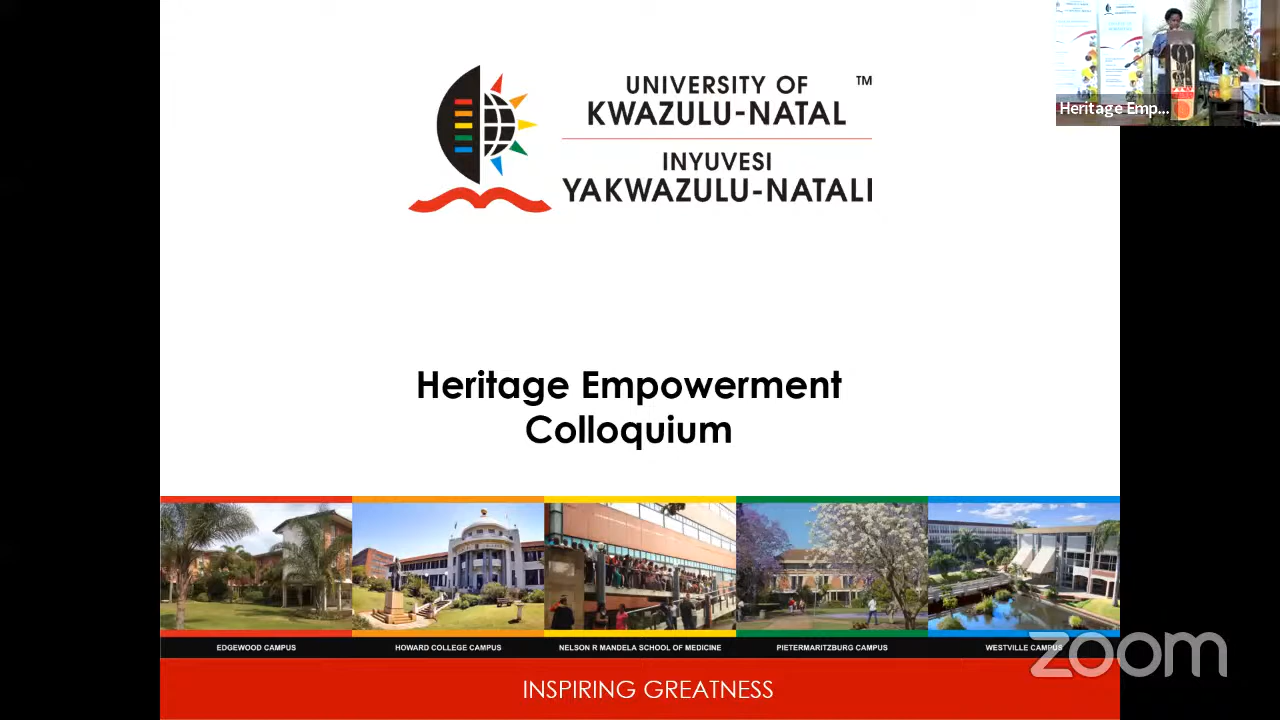 UNIVERSITY OF ™
KWAZULU-NATAL
INYUVESI
YAKWAZULU-NATALI
Heritage Emp...
Heritage Empowerment
Colloquium
EDGEWOOD CAMPUS
HOWARD COLLEGE CAMPUS
NELSON R MANDELA SCHOOL OF MEDICINE
PIETERMARITZBURG CAMPUS
WESTVILLE CAMPUS
zoom
INSPIRING GREATNESS